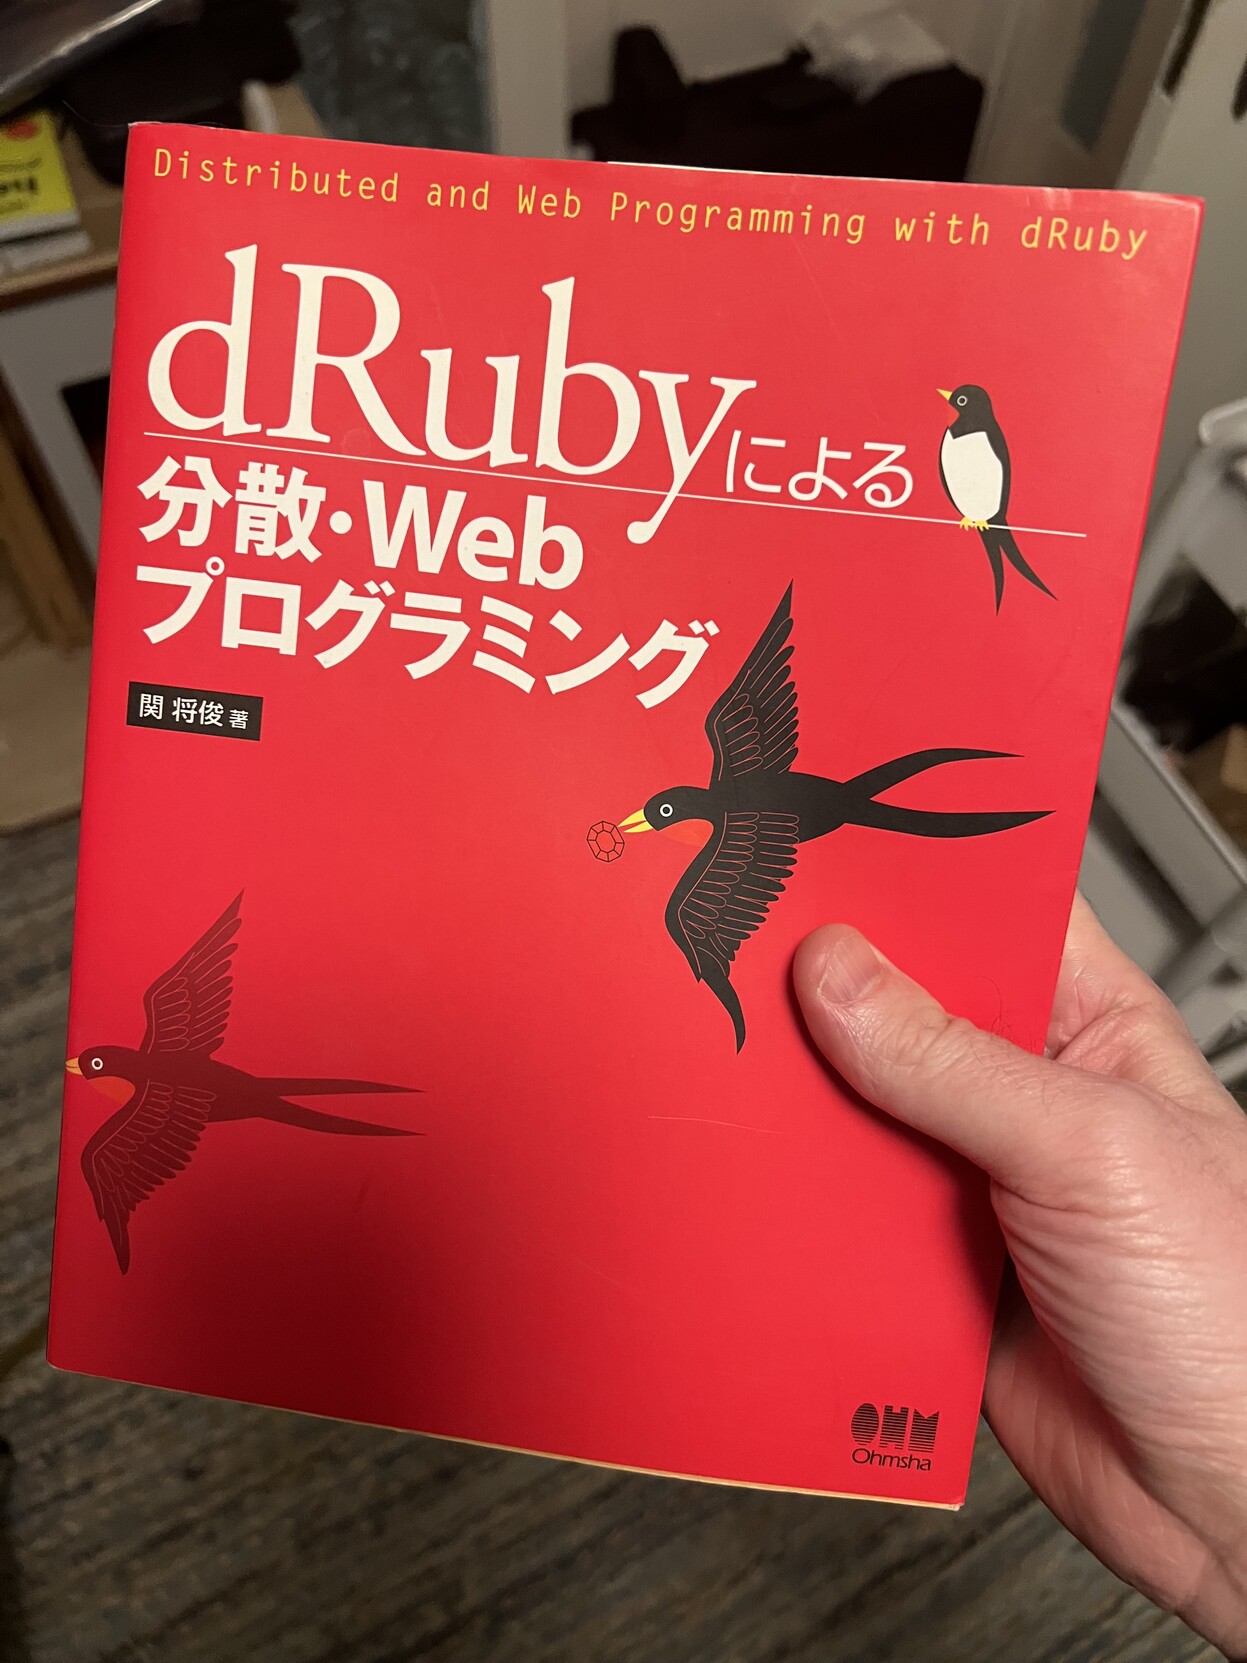 Distributed and Web Programming with dRuby
dRubyによる
分散・Web
プログラミング
関 将俊 著
OHM
Ohmsha